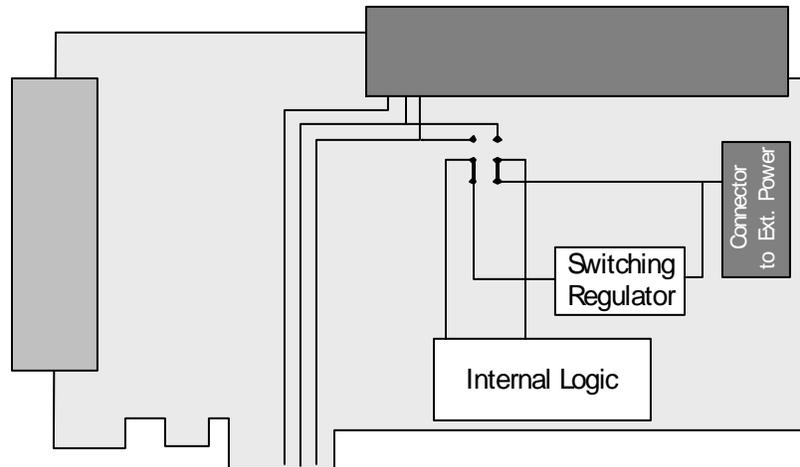 Connector
to Ext. Power
Switching
Regulator
Internal Logic